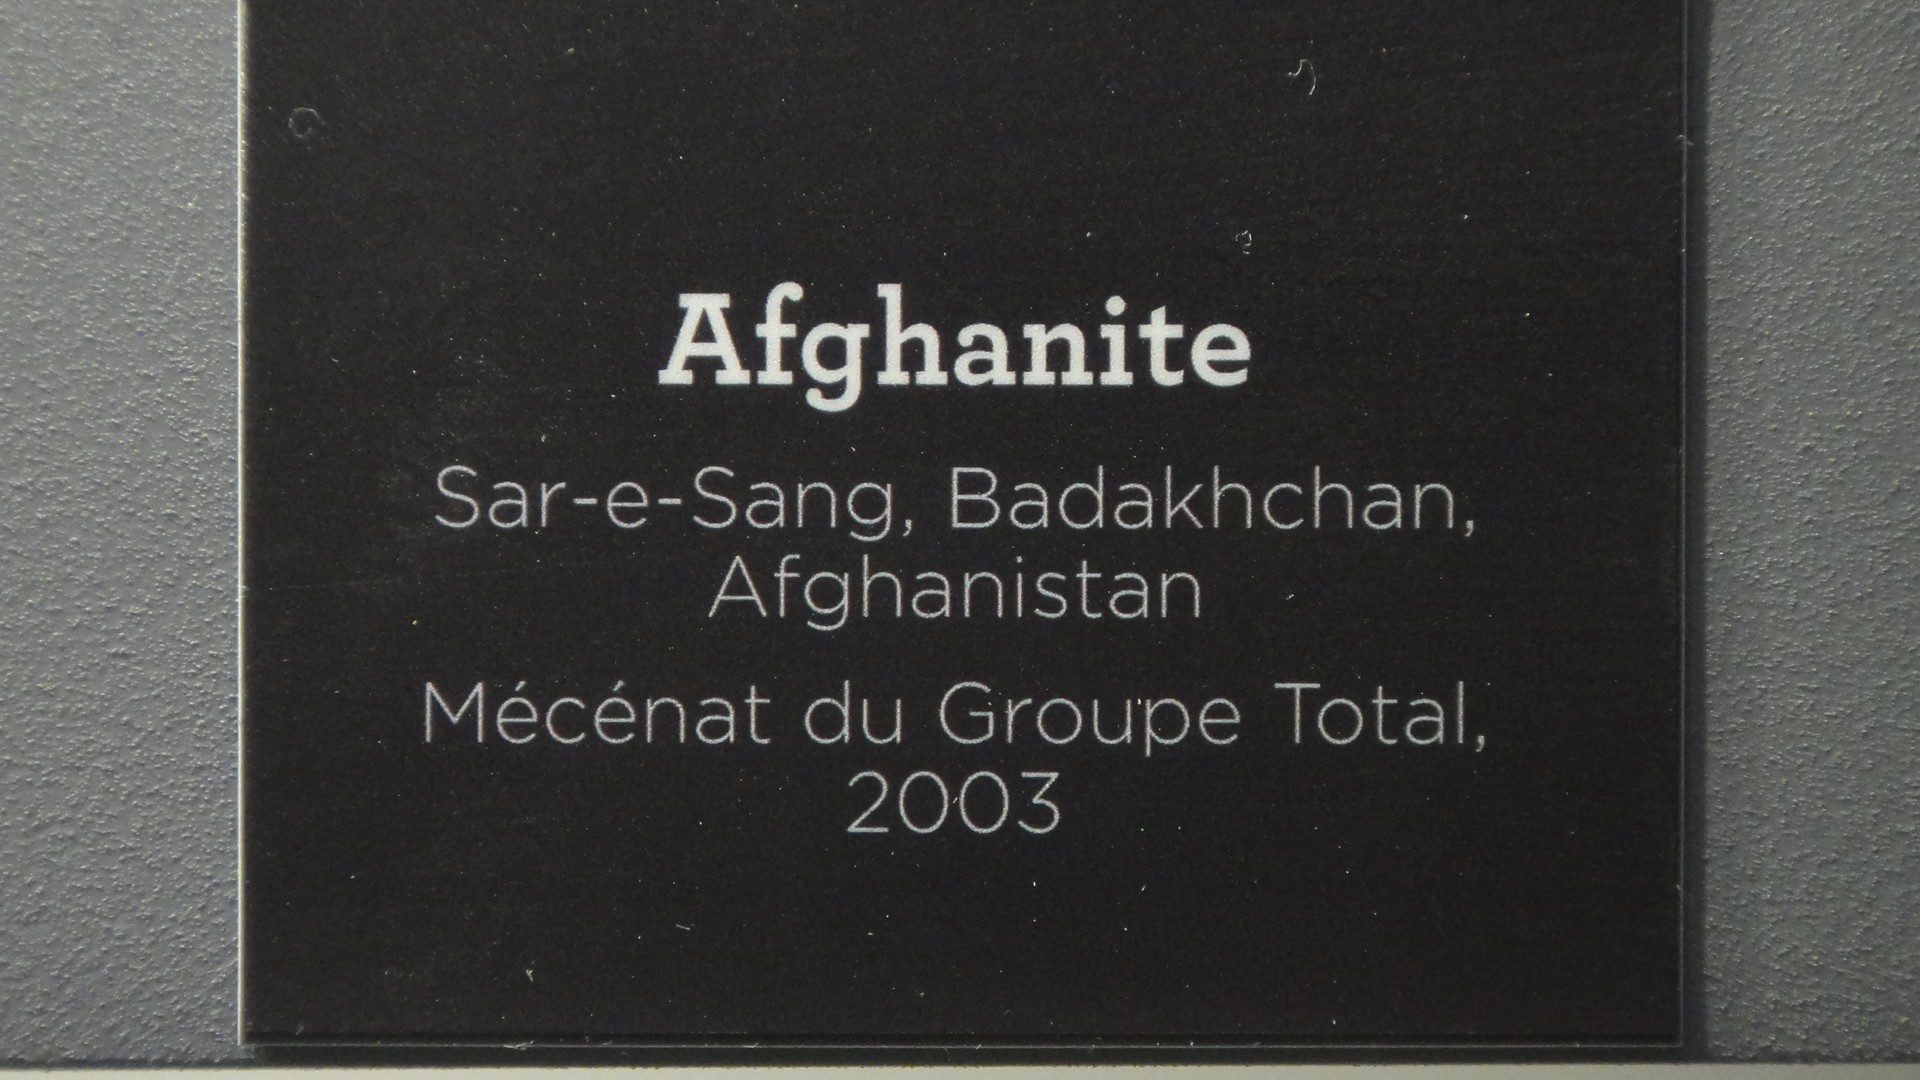 Afghanite
Sar-e-Sang, Badakhchan,
Afghanistan
Mécénat du Groupe Total,
2003